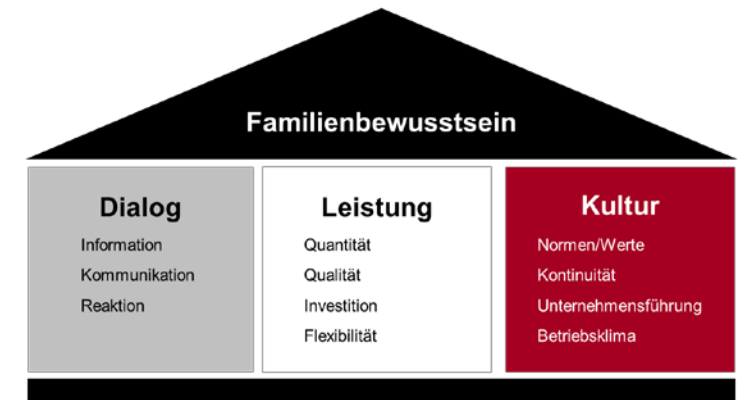 Familienbewusstsein
Dialog
Information
Kommunikation
Reaktion
Leistung
Quantität
Qualität
Investition
Flexibilität
Kultur
Normen/Werte
Kontinuität
Unternehmensführung
Betriebsklima